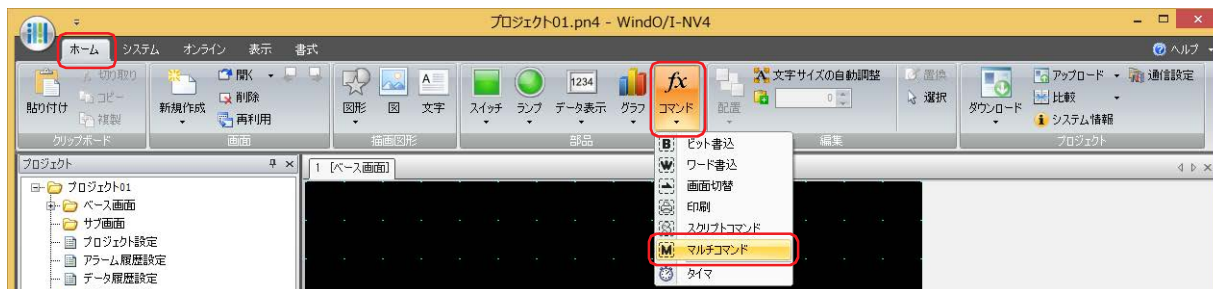 プロジェクト01.pn4 - WindO/I-NV4
ホーム システム オンライン 表示 書式 ヘルプ
貼り付け
切り取り
コピー
複製
クリップボード
新規作成
開く
削除
再利用
画面
図形
図
文字
描画図形
スイッチ
ランプ
1234
データ表示
グラフ
fx
コマンド
部品
配置
A 文字サイズの自動調整
0
置換
選択
編集
ダウンロード
アップロード
比較
システム情報
通信設定
プロジェクト
B ビット書込
W ワード書込
画面切替
印刷
スクリプトコマンド
M マルチコマンド
タイマ
プロジェクト
プロジェクト01
ベース画面
サブ画面
プロジェクト設定
アラーム履歴設定
データ履歴設定
1 [ベース画面]